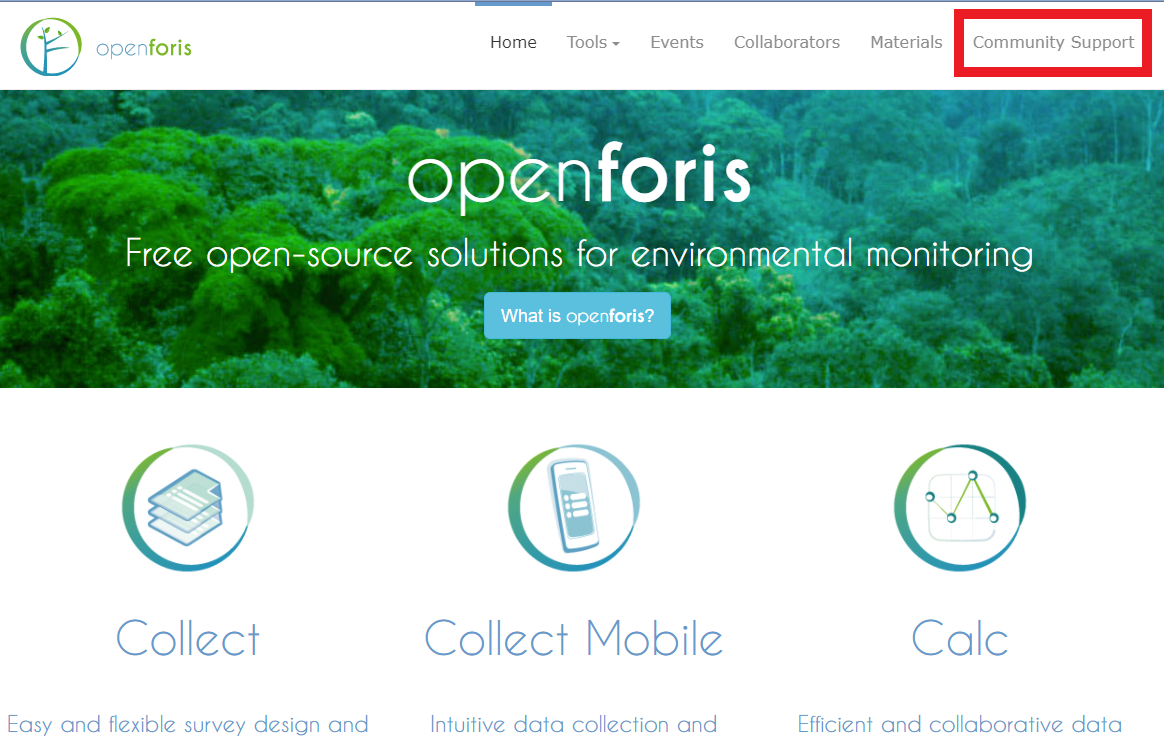 openforis
Home Tools Events Collaborators Materials Community Support
openforis
Free open-source solutions for environmental monitoring
What is openforis?
Collect Collect Mobile Calc
Easy and flexible survey design and Intuitive data collection and Efficient and collaborative data